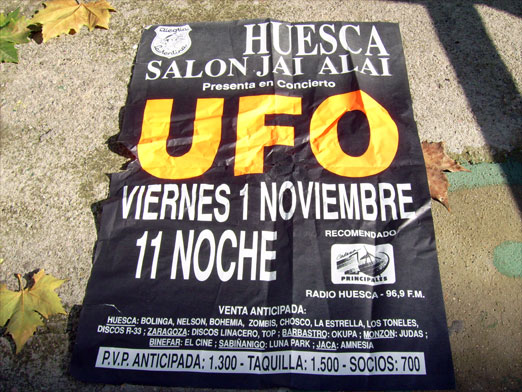 HUESCA
SALON JAI ALAI
Presenta en Concierto
UFO
VIERNES 1 NOVIEMBRE
11 NOCHE
RECOMENDADO
PRINCIPALES
RADIO HUESCA - 96,9 F.M.
VENTA ANTICIPADA:
HUESCA: BOLINGA, NELSON, BOHEMIA, ZOMBIS, CHOSCO, LA ESTRELLA, LOS TONELES,
DISCOS R-33 ; ZARAGOZA: DISCOS LINACERO, TOP ; BARBASTRO: OKUPA ; MONZON: JUDAS ;
BINEFAR: EL CINE ; SABIÑANIGO: LUNA PARK ; JACA: AMNESIA
P.V.P. ANTICIPADA: 1.300 - TAQUILLA: 1.500 - SOCIOS: 700